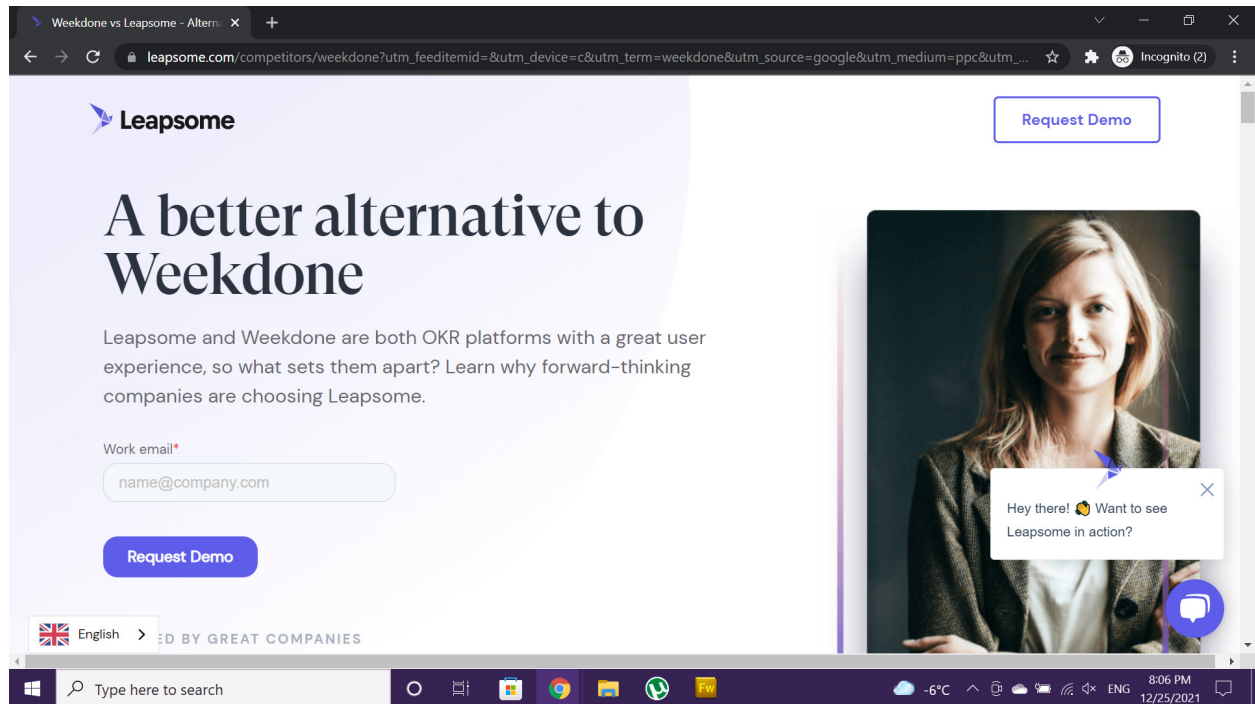 Weekdone vs Leapsome - Altern
leapsome.com/competitors/weekdone?utm_feeditemid=&utm_device=c&utm_term=weekdone&utm_source=google&utm_medium=ppc&utm_...
Incognito (2)
Leapsome
Request Demo
A better alternative to
Weekdone
Leapsome and Weekdone are both OKR platforms with a great user
experience, so what sets them apart? Learn why forward-thinking
companies are choosing Leapsome.
Work email*
name@company.com
Request Demo
Hey there! 👏 Want to see
Leapsome in action?
English
ED BY GREAT COMPANIES
Type here to search
Fw
-6°C
ENG
8:06 PM
12/25/2021